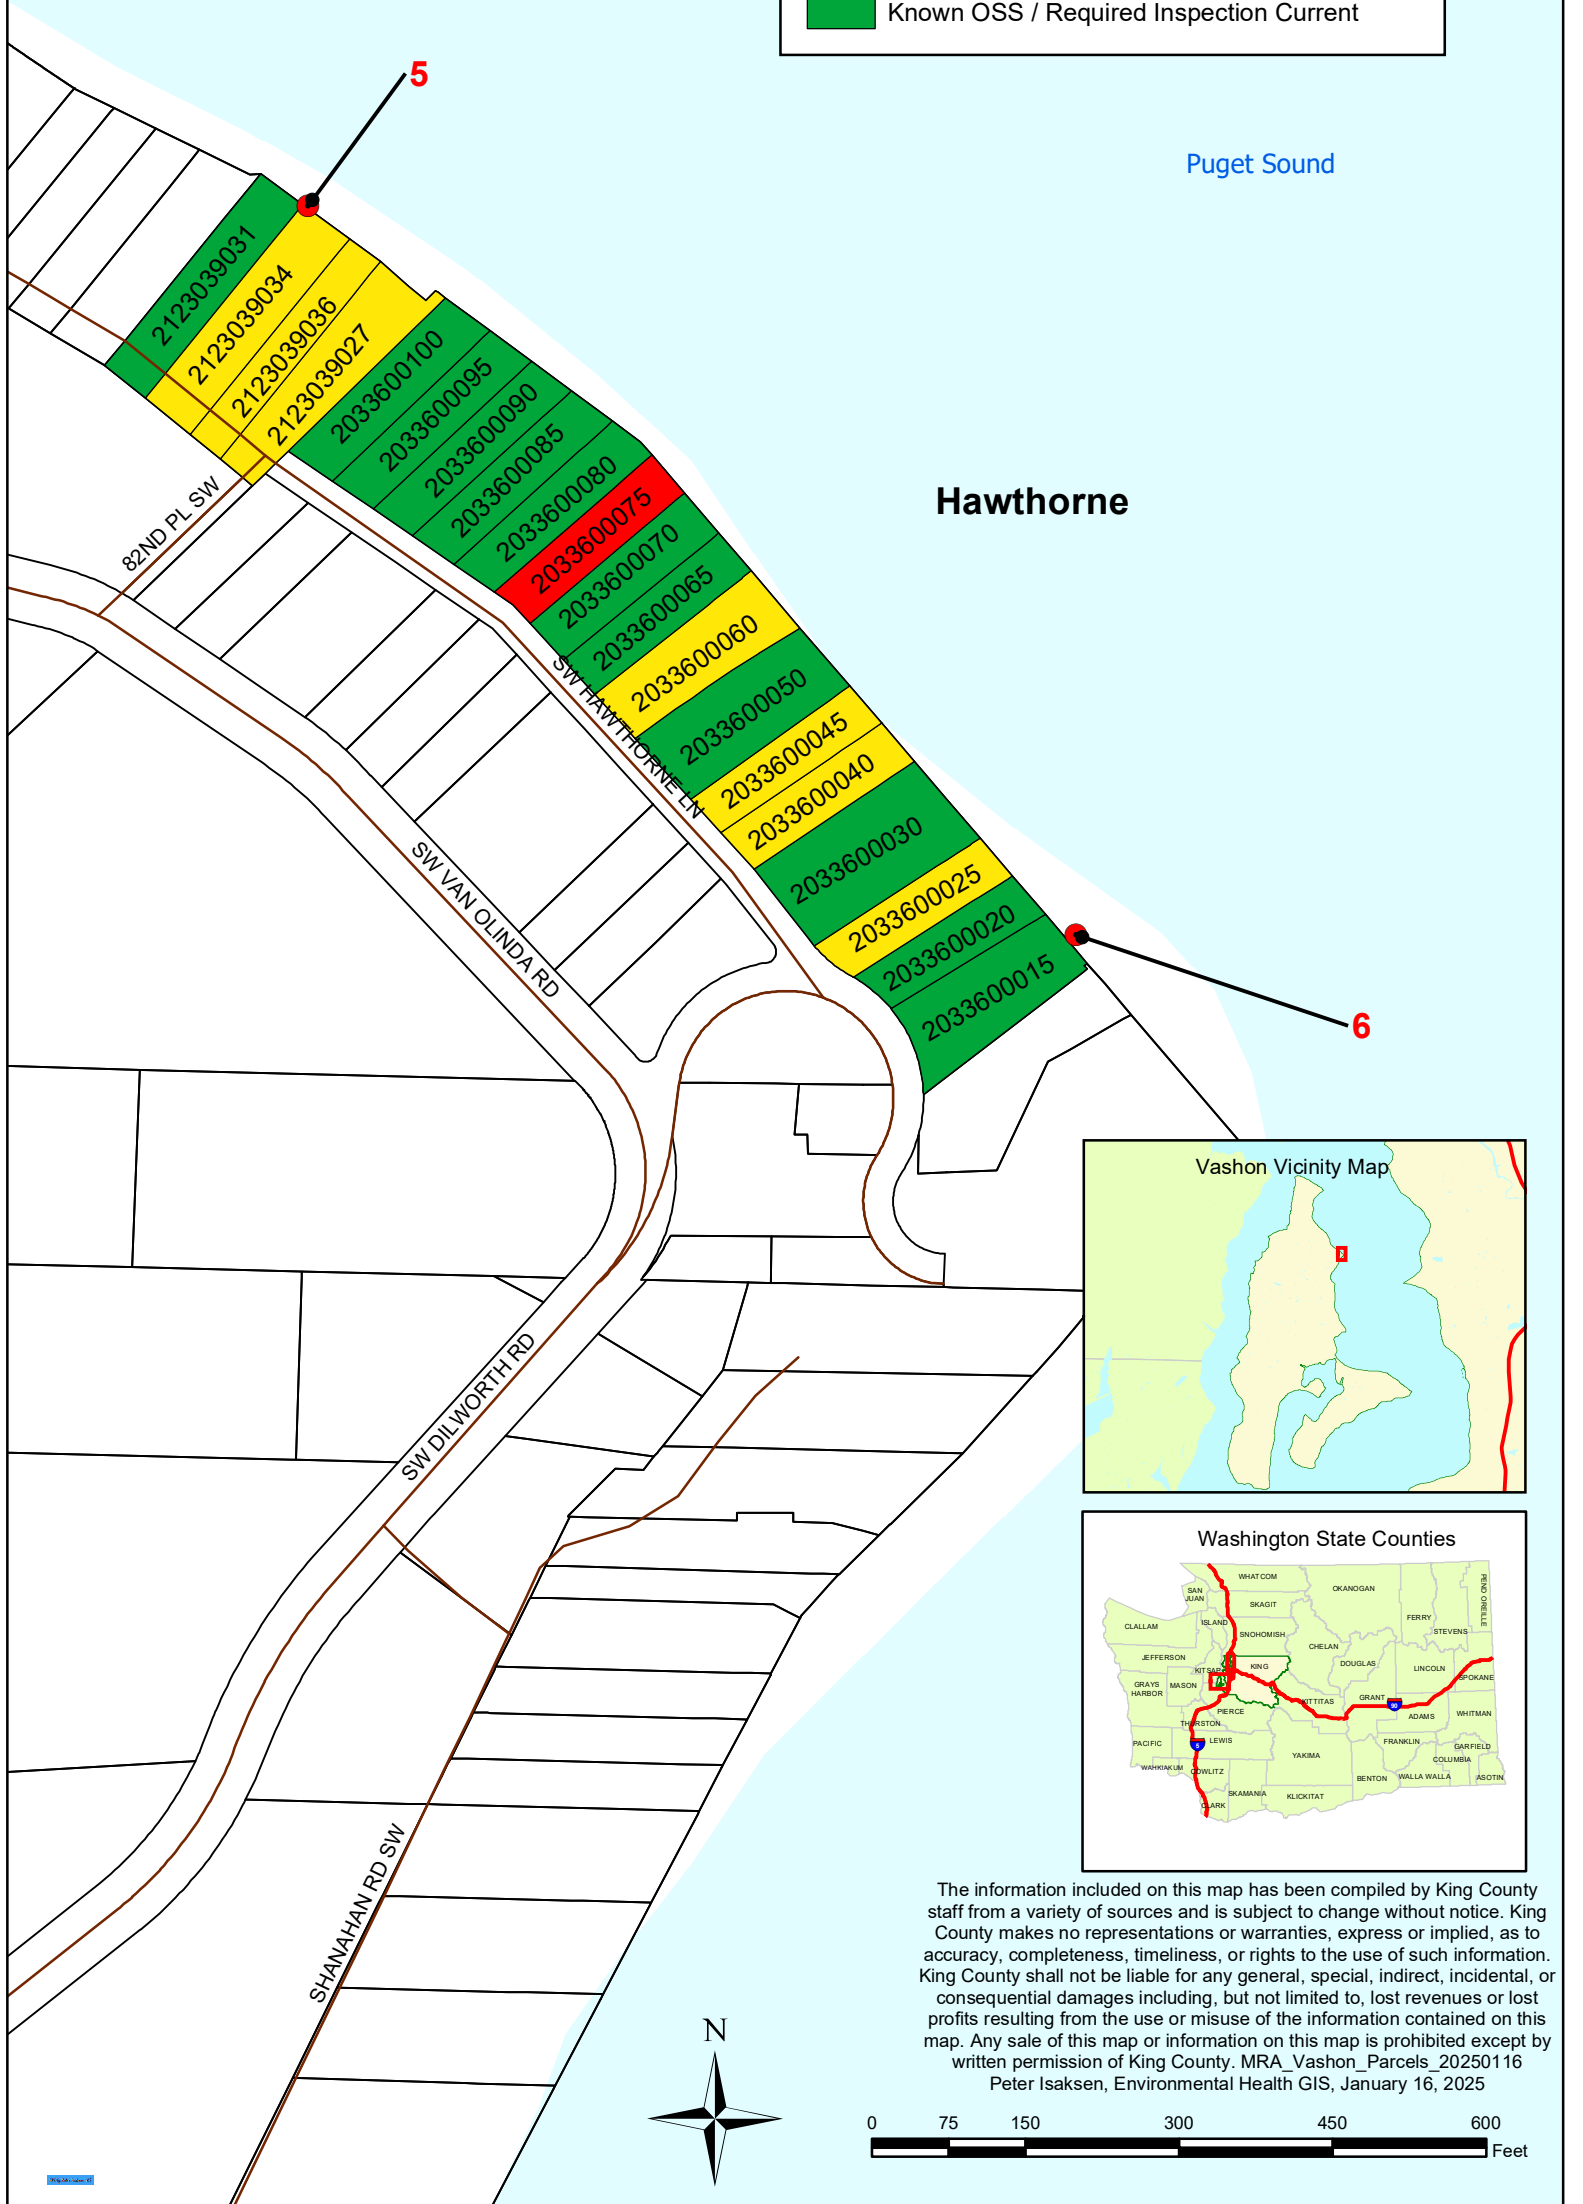 Known OSS / Required Inspection Current
5
Puget Sound
2123039031
2123039034
2123039036
2123039027
2033600100
2033600095
2033600090
2033600085
2033600080
2033600075
2033600070
2033600065
2033600060
2033600050
2033600045
2033600040
2033600030
2033600025
2033600020
2033600015
Hawthorne
82ND PL SW
SW HAWTHORNE LN
SW VAN OLINDA RD
6
SW DILWORTH RD
SHANAHAN RD SW
Vashon Vicinity Map
Washington State Counties
WHATCOM
OKANOGAN
PEND OREILLE
SAN
JUAN
SKAGIT
FERRY
STEVENS
ISLAND
CLALLAM
SNOHOMISH
CHELAN
JEFFERSON
DOUGLAS
LINCOLN
KITSAP
KING
SPOKANE
GRAYS
HARBOR
MASON
GRANT
KITTITAS
90
PIERCE
ADAMS
WHITMAN
THURSTON
LEWIS
PACIFIC
5
FRANKLIN
GARFIELD
YAKIMA
COLUMBIA
WAHKIAKUM
COWLITZ
BENTON
WALLA WALLA
ASOTIN
SKAMANIA
KLICKITAT
CLARK
The information included on this map has been compiled by King County
staff from a variety of sources and is subject to change without notice. King
County makes no representations or warranties, express or implied, as to
accuracy, completeness, timeliness, or rights to the use of such information.
King County shall not be liable for any general, special, indirect, incidental, or
consequential damages including, but not limited to, lost revenues or lost
profits resulting from the use or misuse of the information contained on this
map. Any sale of this map or information on this map is prohibited except by
written permission of King County. MRA_Vashon_Parcels_20250116
Peter Isaksen, Environmental Health GIS, January 16, 2025
N
0 75 150 300 450 600
Feet